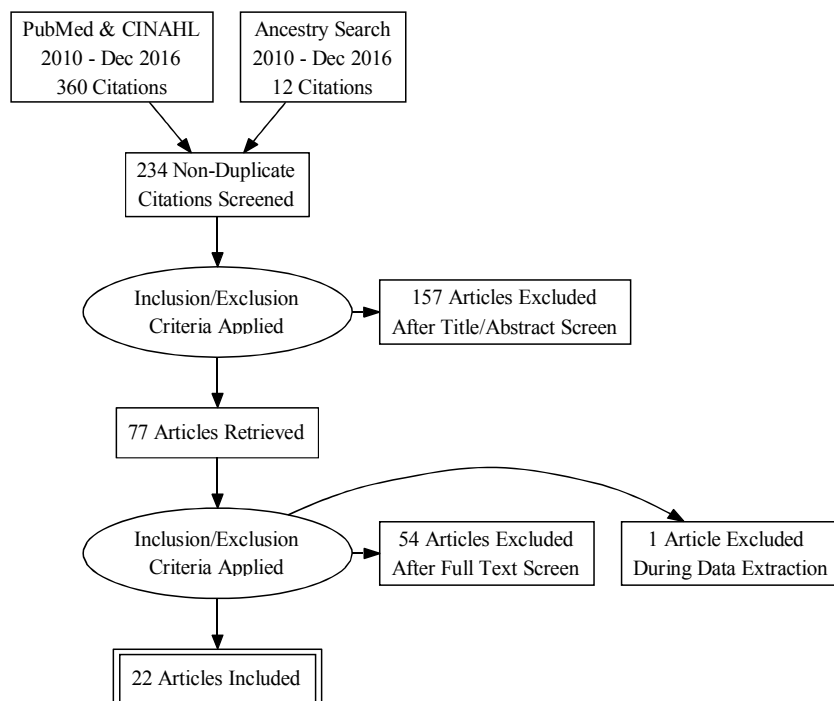 PubMed & CINAHL
2010 - Dec 2016
360 Citations
Ancestry Search
2010 - Dec 2016
12 Citations
234 Non-Duplicate
Citations Screened
Inclusion/Exclusion
Criteria Applied
157 Articles Excluded
After Title/Abstract Screen
77 Articles Retrieved
Inclusion/Exclusion
Criteria Applied
54 Articles Excluded
After Full Text Screen
1 Article Excluded
During Data Extraction
22 Articles Included